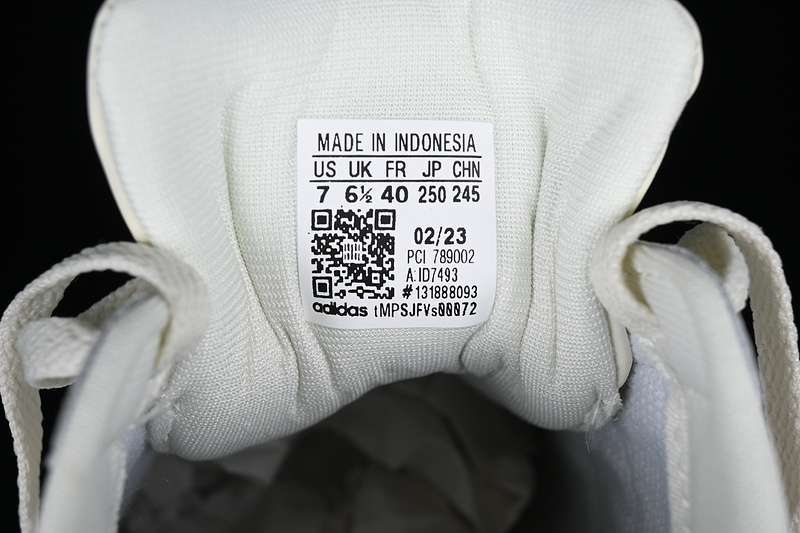 MADE IN INDONESIA
US UK FR JP CHN
7 6½ 40 250 245
02/23
PCI 789002
A:ID7493
#131888093
adidas tMPSJFVs00072